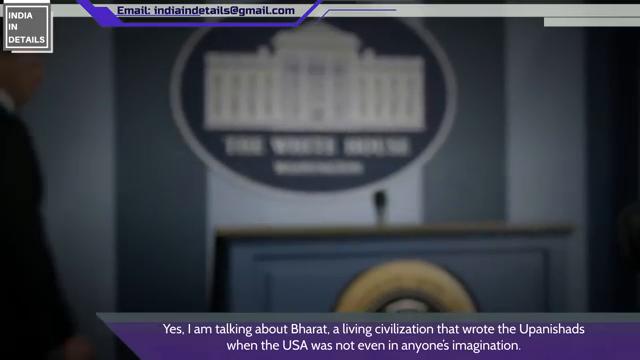 INDIA
IN
DETAILS
Email: indiaindetails@gmail.com
THE WHITE HOUSE
WASHINGTON
Yes, I am talking about Bharat, a living civilization that wrote the Upanishads
when the USA was not even in anyone's imagination.